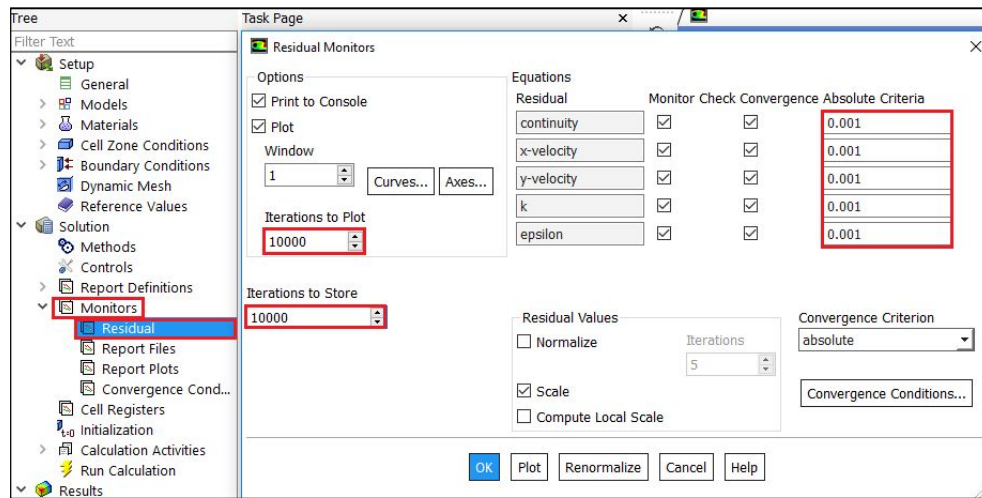 Tree
Filter Text
Setup
General
Models
Materials
Cell Zone Conditions
Boundary Conditions
Dynamic Mesh
Reference Values
Solution
Methods
Controls
Report Definitions
Monitors
Residual
Report Files
Report Plots
Convergence Cond...
Cell Registers
t=0 Initialization
Calculation Activities
Run Calculation
Results
Task Page
Residual Monitors
Options
Print to Console
Plot
Window
1
Curves... Axes...
Iterations to Plot
10000
Iterations to Store
10000
Equations
Residual Monitor Check Convergence Absolute Criteria
continuity 0.001
x-velocity 0.001
y-velocity 0.001
k 0.001
epsilon 0.001
Residual Values
Normalize
Iterations
5
Scale
Compute Local Scale
Convergence Criterion
absolute
Convergence Conditions...
OK Plot Renormalize Cancel Help